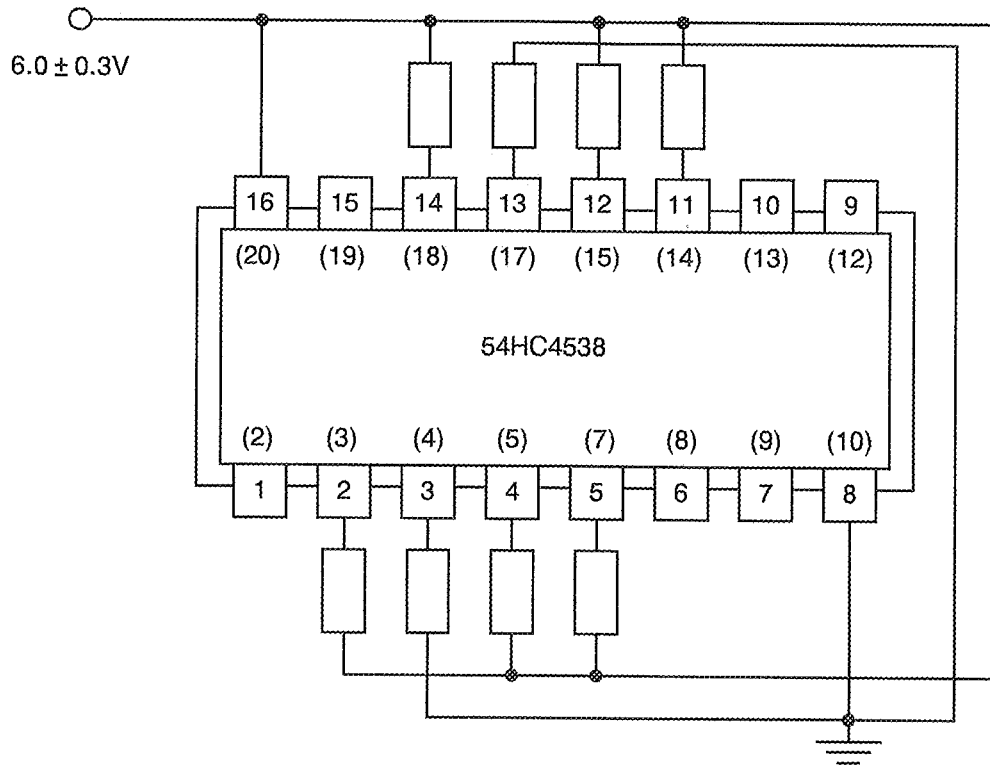 6.0 ± 0.3V
16 15 14 13 12 11 10 9
(20) (19) (18) (17) (15) (14) (13) (12)
54HC4538
(2) (3) (4) (5) (7) (8) (9) (10)
1 2 3 4 5 6 7 8